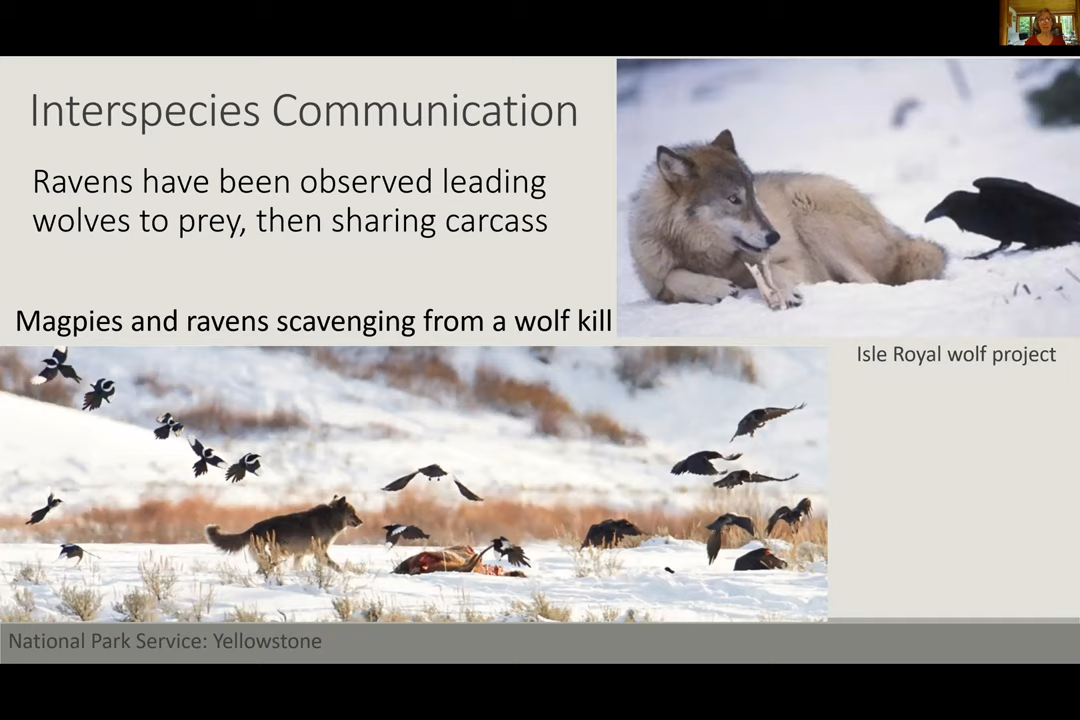 Interspecies Communication
Ravens have been observed leading
wolves to prey, then sharing carcass
Magpies and ravens scavenging from a wolf kill
Isle Royal wolf project
National Park Service: Yellowstone